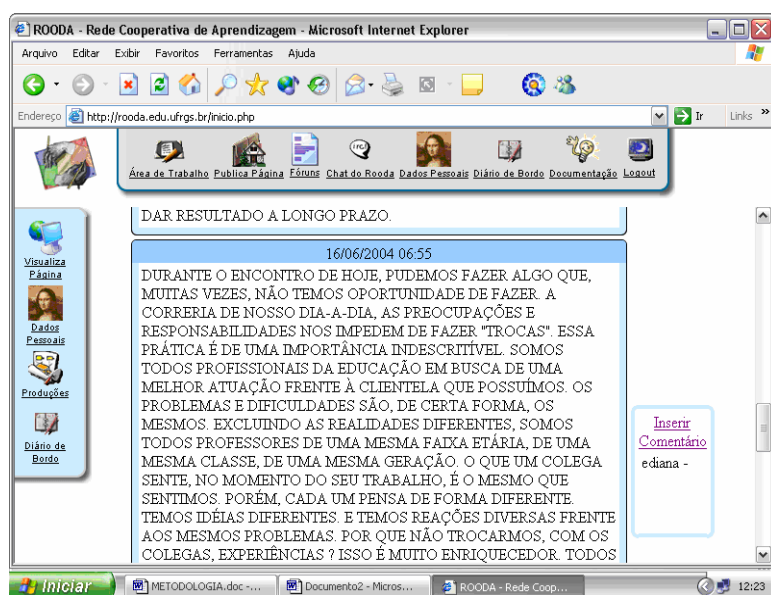 ROODA - Rede Cooperativa de Aprendizagem - Microsoft Internet Explorer
Arquivo Editar Exibir Favoritos Ferramentas Ajuda
Endereço http://rooda.edu.ufrgs.br/inicio.php Ir Links »
Área de Trabalho Publica Página Fóruns Chat do Rooda Dados Pessoais Diário de Bordo Documentação Logout
Visualiza
Página
Dados
Pessoais
Produções
Diário de
Bordo
DAR RESULTADO A LONGO PRAZO.
16/06/2004 06:55
DURANTE O ENCONTRO DE HOJE, PUDEMOS FAZER ALGO QUE,
MUITAS VEZES, NÃO TEMOS OPORTUNIDADE DE FAZER. A
CORRERIA DE NOSSO DIA-A-DIA, AS PREOCUPAÇÕES E
RESPONSABILIDADES NOS IMPEDEM DE FAZER "TROCAS". ESSA
PRÁTICA É DE UMA IMPORTÂNCIA INDESCRITÍVEL. SOMOS
TODOS PROFISSIONAIS DA EDUCAÇÃO EM BUSCA DE UMA
MELHOR ATUAÇÃO FRENTE À CLIENTELA QUE POSSUÍMOS. OS
PROBLEMAS E DIFICULDADES SÃO, DE CERTA FORMA, OS
MESMOS. EXCLUINDO AS REALIDADES DIFERENTES, SOMOS
TODOS PROFESSORES DE UMA MESMA FAIXA ETÁRIA, DE UMA
MESMA CLASSE, DE UMA MESMA GERAÇÃO. O QUE UM COLEGA
SENTE, NO MOMENTO DO SEU TRABALHO, É O MESMO QUE
SENTIMOS. PORÉM, CADA UM PENSA DE FORMA DIFERENTE.
TEMOS IDÉIAS DIFERENTES. E TEMOS REAÇÕES DIVERSAS FRENTE
AOS MESMOS PROBLEMAS. POR QUE NÃO TROCARMOS, COM OS
COLEGAS, EXPERIÊNCIAS ? ISSO É MUITO ENRIQUECEDOR. TODOS
Inserir
Comentário
ediana -
Iniciar METODOLOGIA.doc -... Documento2 - Micros... ROODA - Rede Coop... 12:23